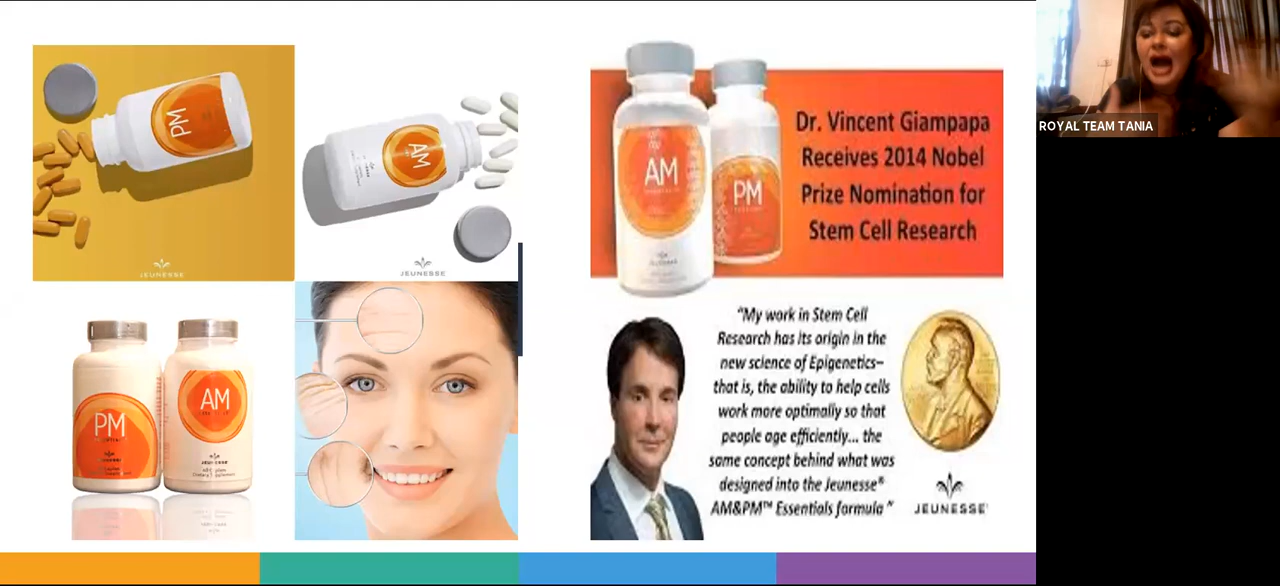 PM
JEUNESSE
AM
JEUNESSE
PM
JEUNESSE
AM
JEUNESSE
AM
PM
Dr. Vincent Giampapa
Receives 2014 Nobel
Prize Nomination for
Stem Cell Research
"My work in Stem Cell
Research has its origin in the
new science of Epigenetics–
that is, the ability to help cells
work more optimally so that
people age efficiently... the
same concept behind what was
designed into the Jeunesse®
AM&PM™ Essentials formula "
JEUNESSE
ROYAL TEAM TANIA